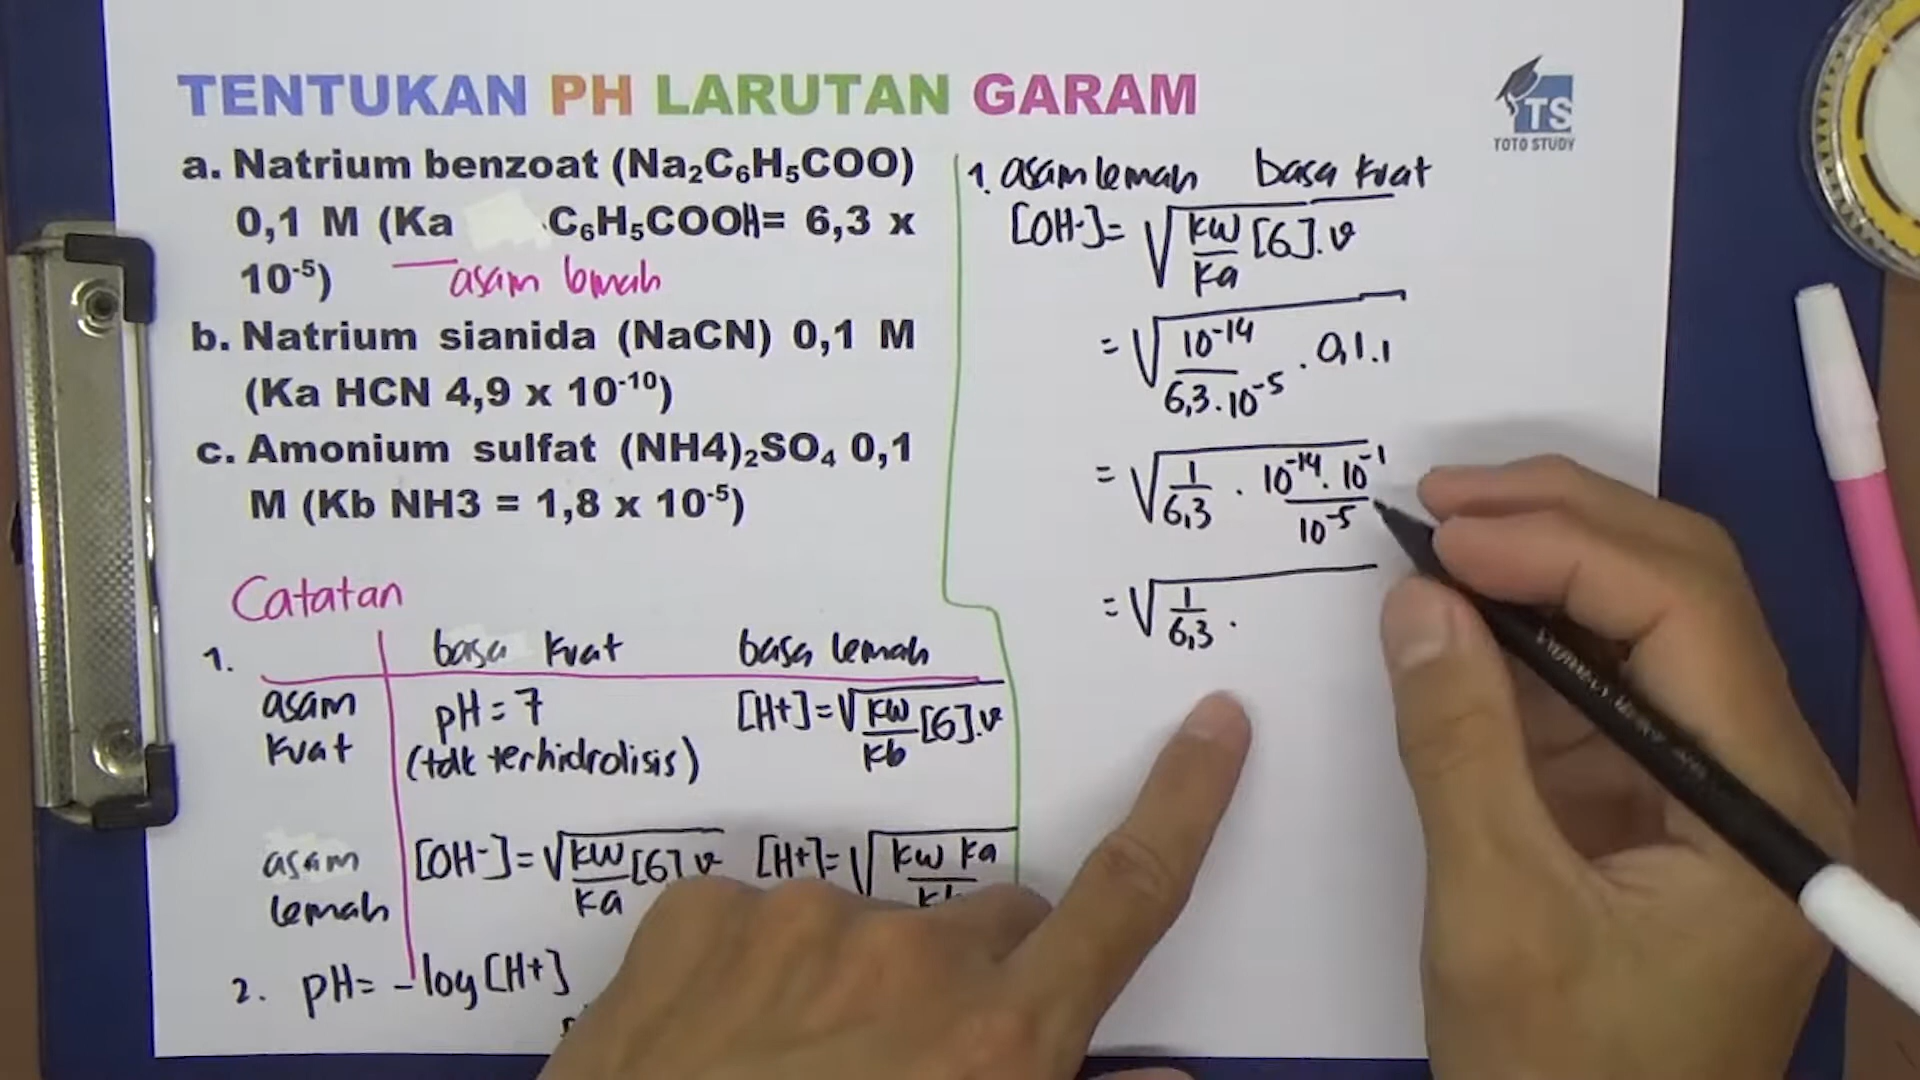 TENTUKAN PH LARUTAN GARAM
TS
TOTO STUDY
a. Natrium benzoat (Na₂C₆H₅COO)
0,1 M (Ka C₆H₅COOH= 6,3 x
10⁻⁵)
asam lemah
b. Natrium sianida (NaCN) 0,1 M
(Ka HCN 4,9 x 10⁻¹⁰)
c. Amonium sulfat (NH4)₂SO₄ 0,1
M (Kb NH3 = 1,8 x 10⁻⁵)
Catatan
1. basa kuat basa lemah
asam kuat pH = 7 (tdk terhidrolisis) [H+]=√kw/kb [G].v
asam lemah [OH-]=√kw/ka [G] v [H+]=√kw ka
2. pH= -log [H+]
1. asam lemah basa kuat
[OH-]= √kw/ka [G].v
= √10⁻¹⁴/6,3.10⁻⁵ . 0,1.1
= √1/6,3 . 10⁻¹⁴.10⁻¹/10⁻⁵
= √1/6,3 .